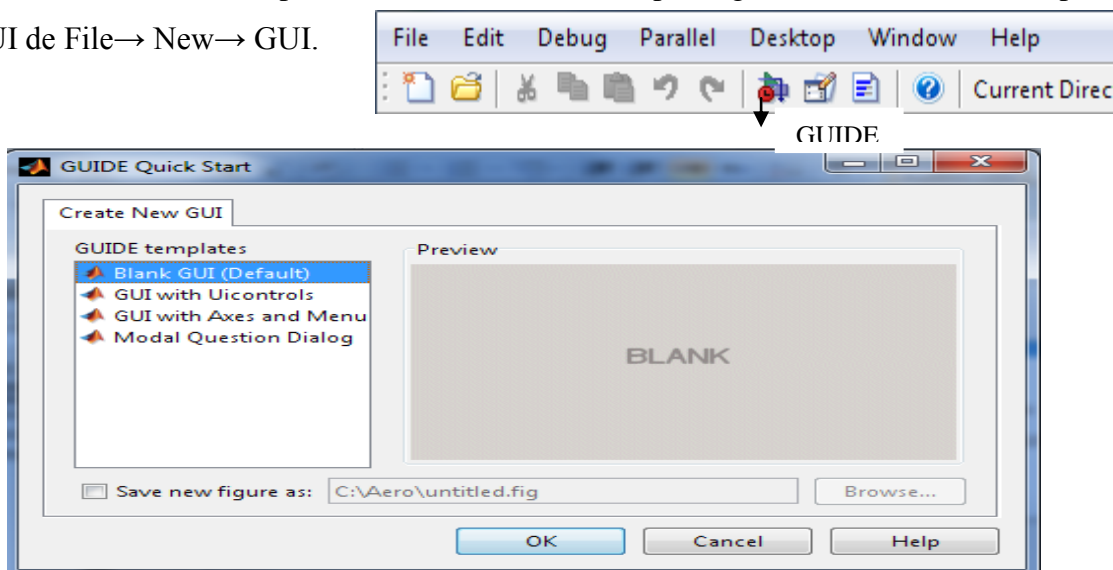 UI de File→ New→ GUI.
File Edit Debug Parallel Desktop Window Help
Current Direc
GUIDE
GUIDE Quick Start
Create New GUI
GUIDE templates
Preview
Blank GUI (Default)
GUI with Uicontrols
GUI with Axes and Menu
Modal Question Dialog
BLANK
Save new figure as: C:\Aero\untitled.fig Browse...
OK Cancel Help